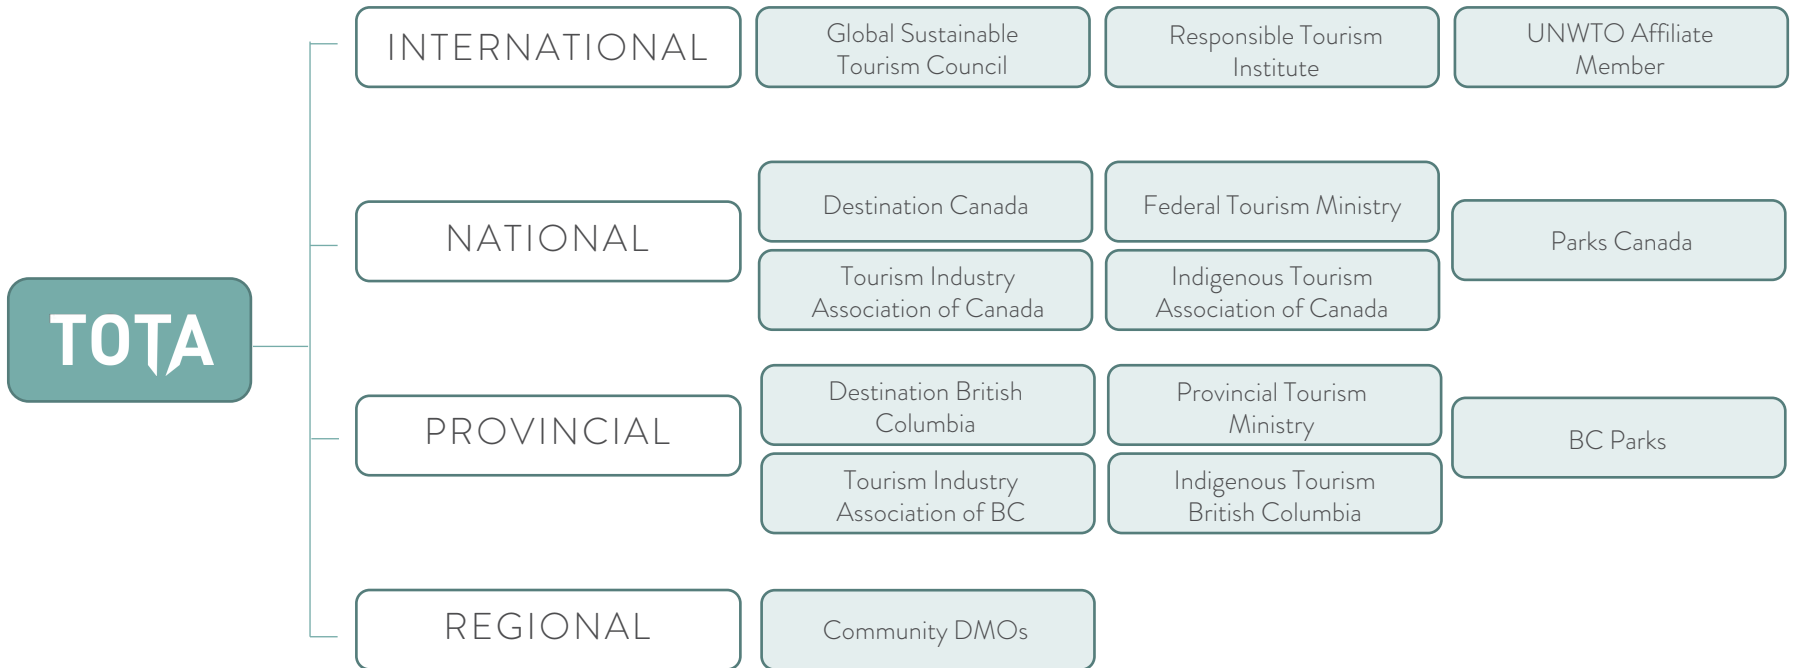 TOTA
INTERNATIONAL
Global Sustainable
Tourism Council
Responsible Tourism
Institute
UNWTO Affiliate
Member
NATIONAL
Destination Canada
Federal Tourism Ministry
Parks Canada
Tourism Industry
Association of Canada
Indigenous Tourism
Association of Canada
PROVINCIAL
Destination British
Columbia
Provincial Tourism
Ministry
BC Parks
Tourism Industry
Association of BC
Indigenous Tourism
British Columbia
REGIONAL
Community DMOs